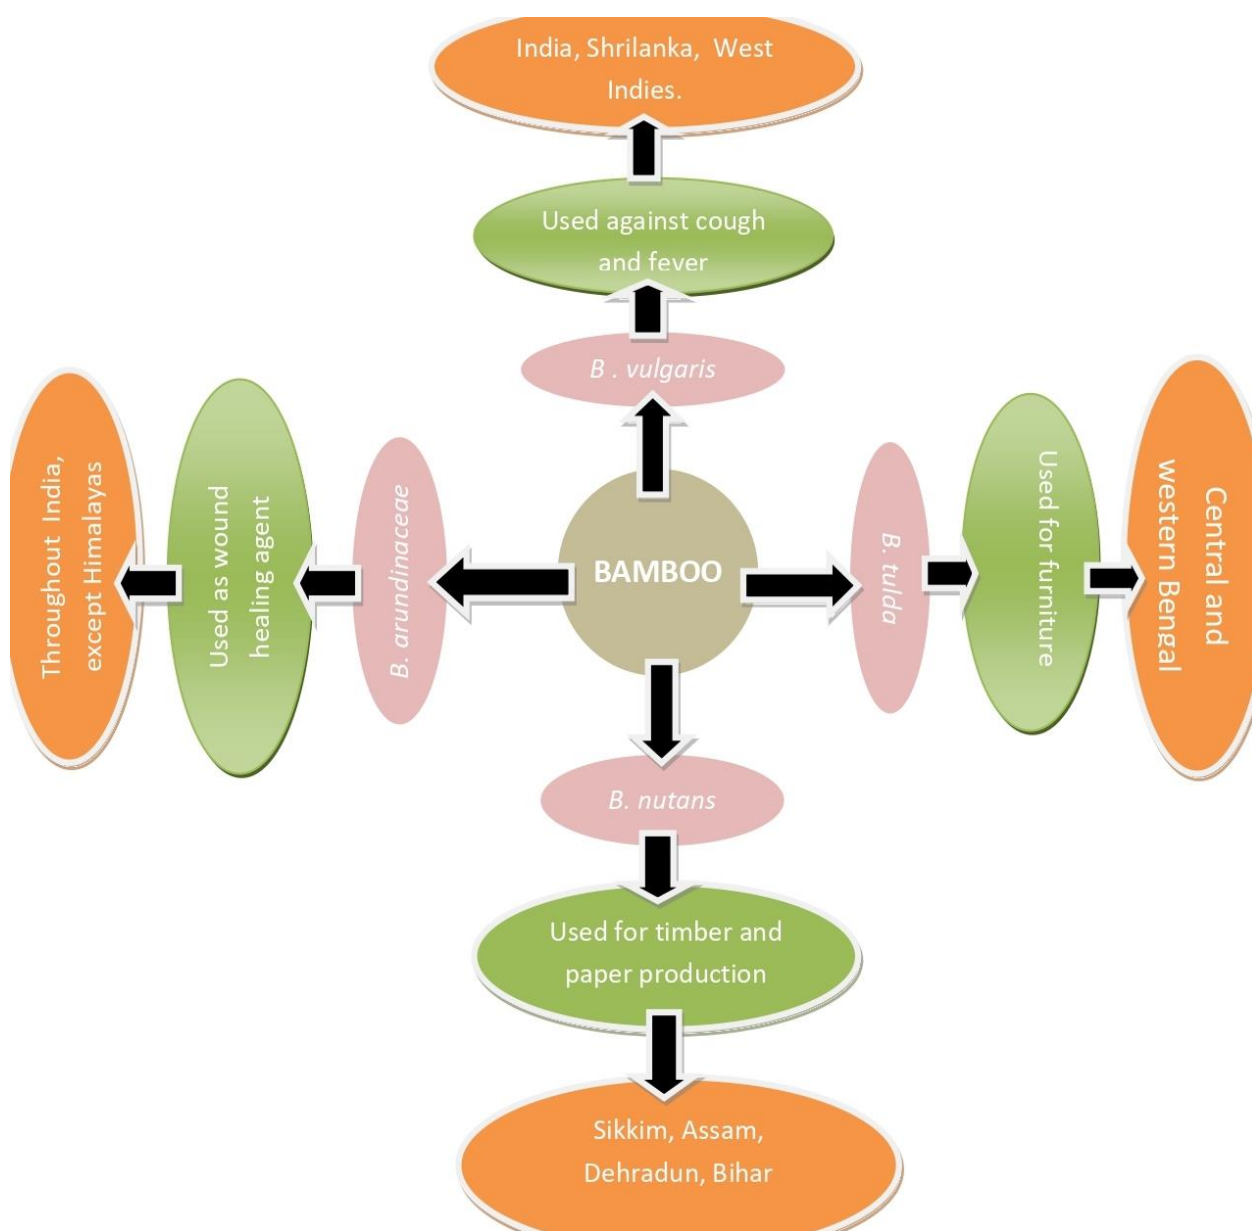 India, Shrilanka,  West
Indies.
Used against cough
and fever
B . vulgaris
Throughout India,
except Himalayas
Used as wound
healing agent
B. arundinaceae
BAMBOO
B. tulda
Used for furniture
Central and
western Bengal
B. nutans
Used for timber and
paper production
Sikkim, Assam,
Dehradun, Bihar